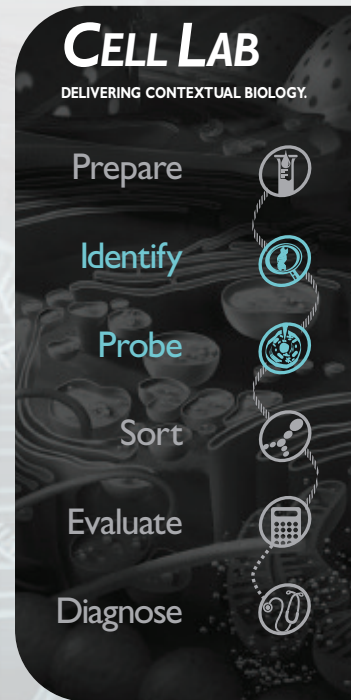 CELL LAB
DELIVERING CONTEXTUAL BIOLOGY.
Prepare
Identify
Probe
Sort
Evaluate
Diagnose